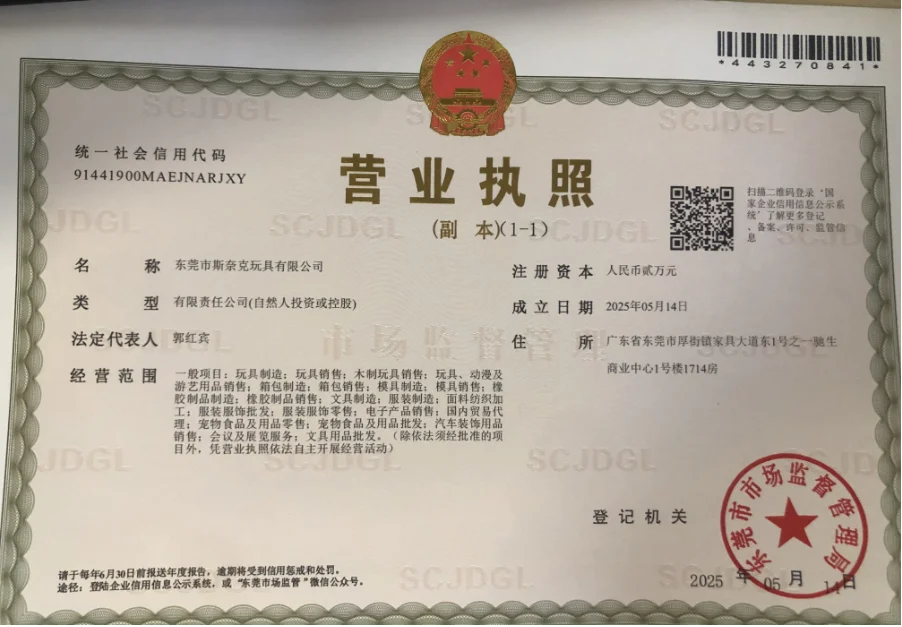 *443270841*
统一社会信用代码
91441900MAEJNARJXY
营业执照
(副 本)(1-1)
扫描二维码登录“国
家企业信用信息公示系
统”了解更多登记
、备案、许可、监管信
息
名 称 东莞市斯奈克玩具有限公司
类 型 有限责任公司(自然人投资或控股)
法定代表人 郭红宾
经营范围 一般项目：玩具制造；玩具销售；木制玩具销售；玩具、动漫及
游艺用品销售；箱包制造；箱包销售；模具制造；模具销售；橡
胶制品制造；橡胶制品销售；文具制造；服装制造；面料纺织加
工；服装服饰批发；服装服饰零售；电子产品销售；国内贸易代
理；宠物食品及用品零售；宠物食品及用品批发；汽车装饰用品
销售；会议及展览服务；文具用品批发。（除依法须经批准的项
目外，凭营业执照依法自主开展经营活动）
注册资本 人民币贰万元
成立日期 2025年05月14日
住 所 广东省东莞市厚街镇家具大道东1号之一驰生
商业中心1号楼1714房
登记机关
东莞市市场监督管理局
2025 年 05 月 14日
请于每年6月30日前报送年度报告，逾期将受到信用惩戒和处罚。
途径：登陆企业信用信息公示系统，或“东莞市场监管”微信公众号。
SCJDGL
市场监督管理